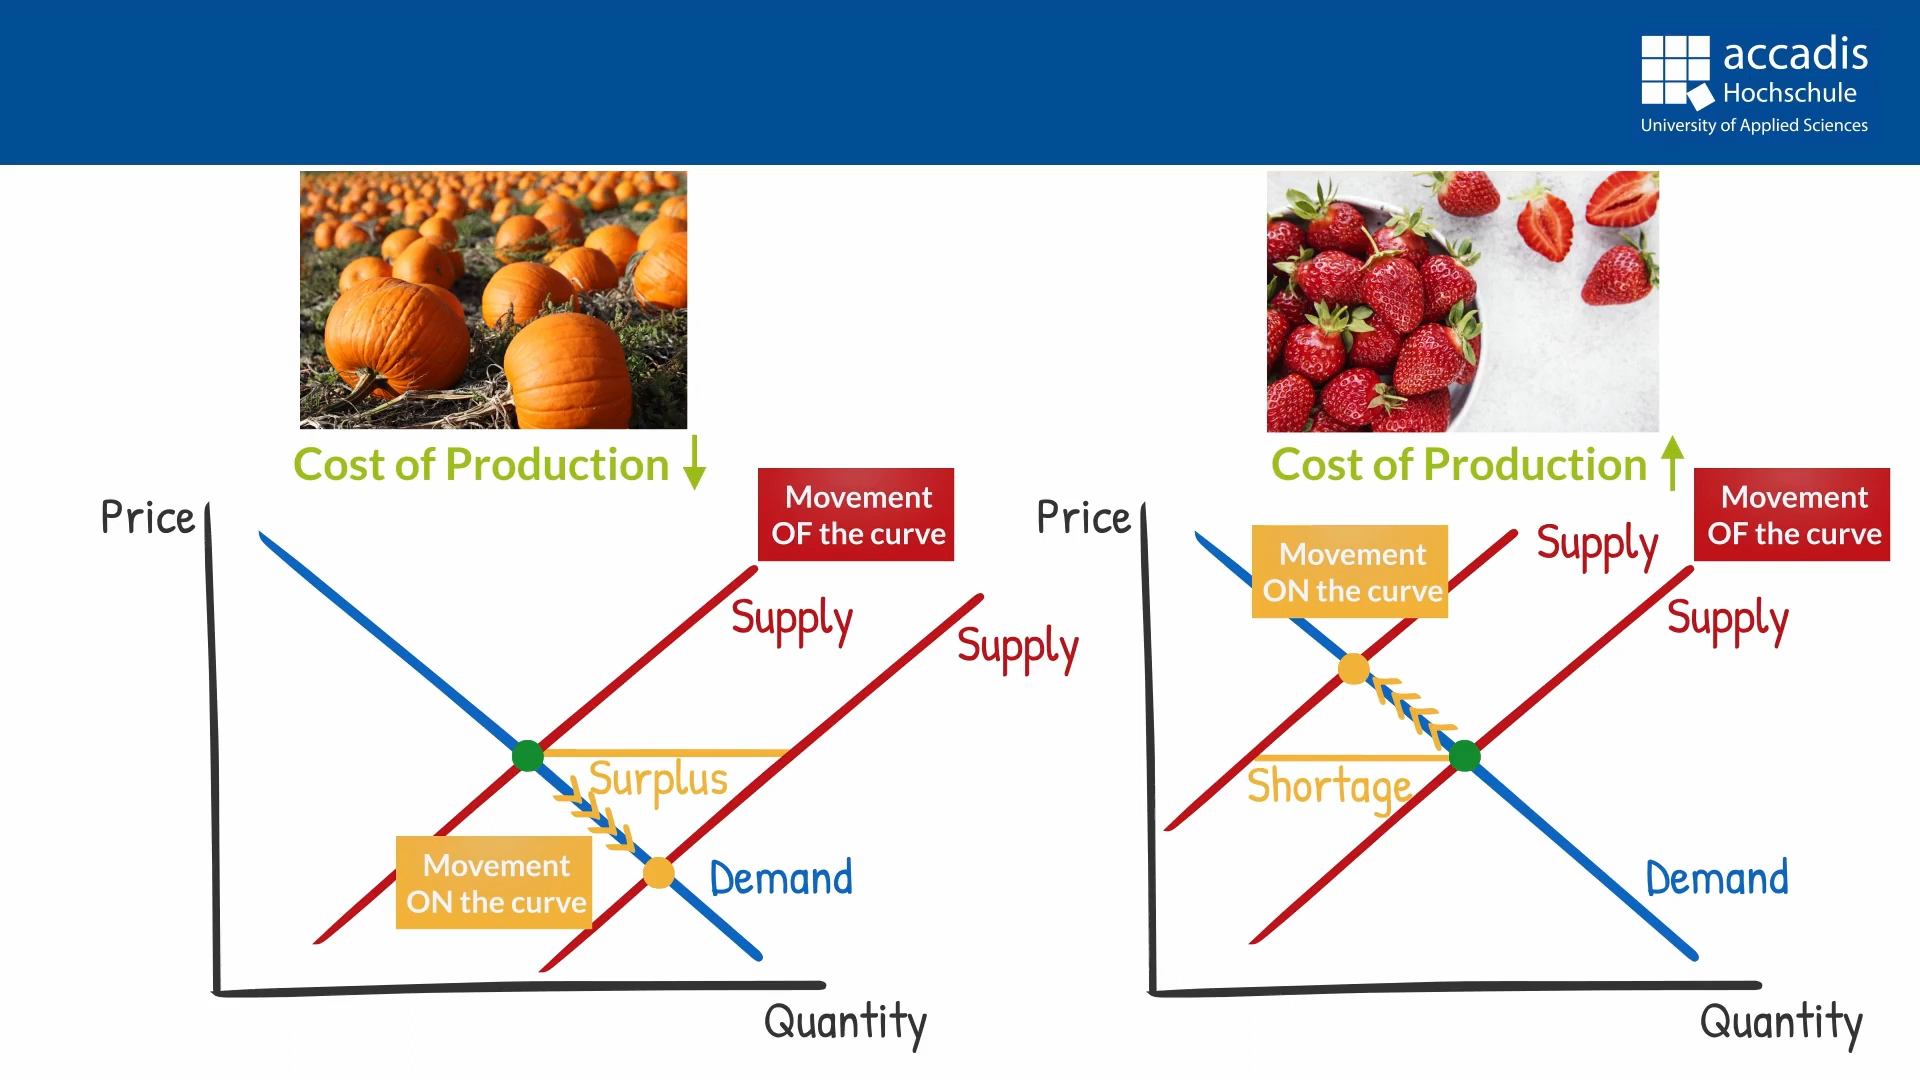 accadis
Hochschule
University of Applied Sciences
Cost of Production
Movement
OF the curve
Price
Supply
Supply
Surplus
Movement
ON the curve
Demand
Quantity
Cost of Production
Movement
OF the curve
Price
Movement
ON the curve
Supply
Supply
Shortage
Demand
Quantity